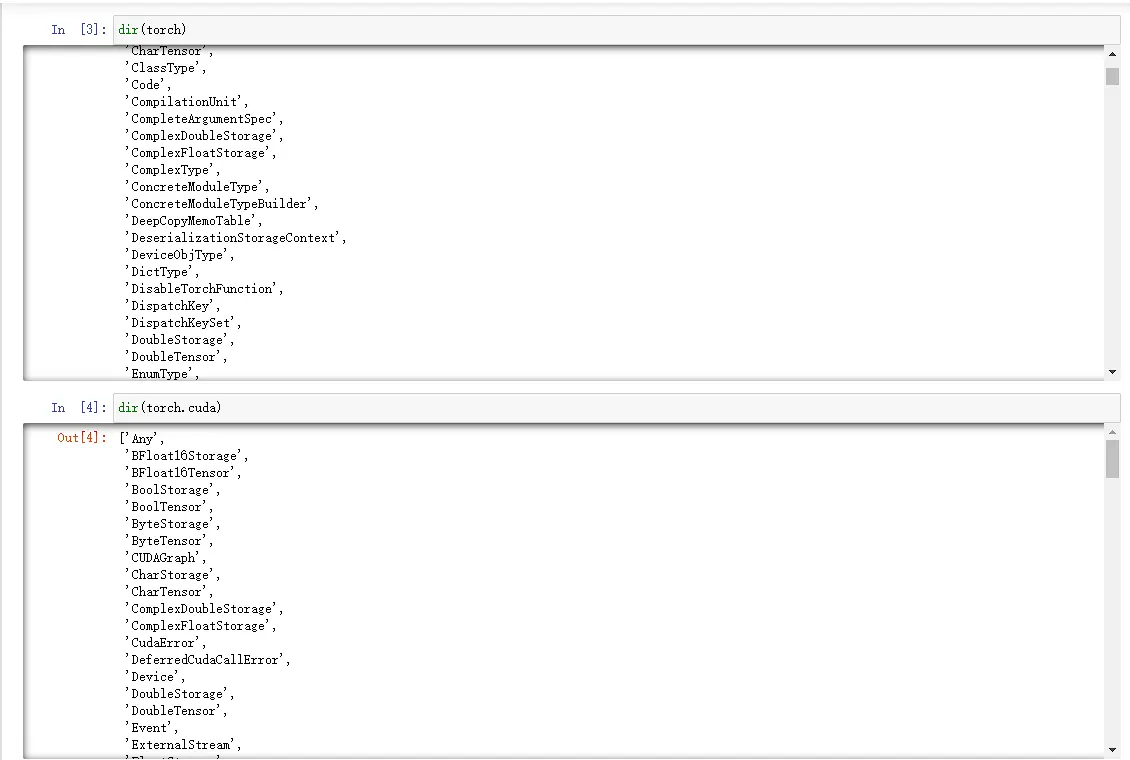 In [3]: dir(torch)
'CharTensor',
'ClassType',
'Code',
'CompilationUnit',
'CompleteArgumentSpec',
'ComplexDoubleStorage',
'ComplexFloatStorage',
'ComplexType',
'ConcreteModuleType',
'ConcreteModuleTypeBuilder',
'DeepCopyMemoTable',
'DeserializationStorageContext',
'DeviceObjType',
'DictType',
'DisableTorchFunction',
'DispatchKey',
'DispatchKeySet',
'DoubleStorage',
'DoubleTensor',
'EnumType',
In [4]: dir(torch.cuda)
Out[4]: ['Any',
'BFloat16Storage',
'BFloat16Tensor',
'BoolStorage',
'BoolTensor',
'ByteStorage',
'ByteTensor',
'CUDAGraph',
'CharStorage',
'CharTensor',
'ComplexDoubleStorage',
'ComplexFloatStorage',
'CudaError',
'DeferredCudaCallError',
'Device',
'DoubleStorage',
'DoubleTensor',
'Event',
'ExternalStream',